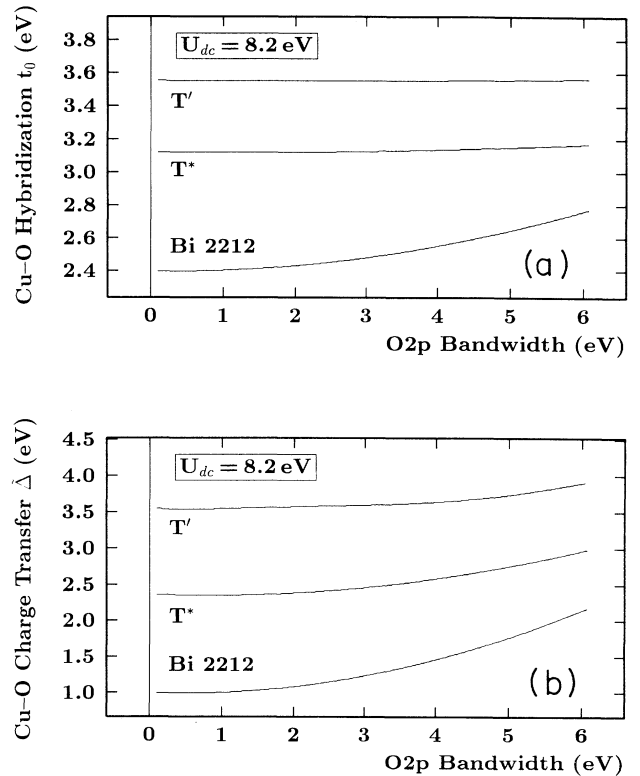 Cu–O Hybridization t₀ (eV)
3.8
3.6
3.4
3.2
3.0
2.8
2.6
2.4
U_dc = 8.2 eV
T′
T*
Bi 2212
(a)
0 1 2 3 4 5 6
O2p Bandwidth (eV)
Cu–O Charge Transfer Δ̃ (eV)
4.5
4.0
3.5
3.0
2.5
2.0
1.5
1.0
U_dc = 8.2 eV
T′
T*
Bi 2212
(b)
0 1 2 3 4 5 6
O2p Bandwidth (eV)